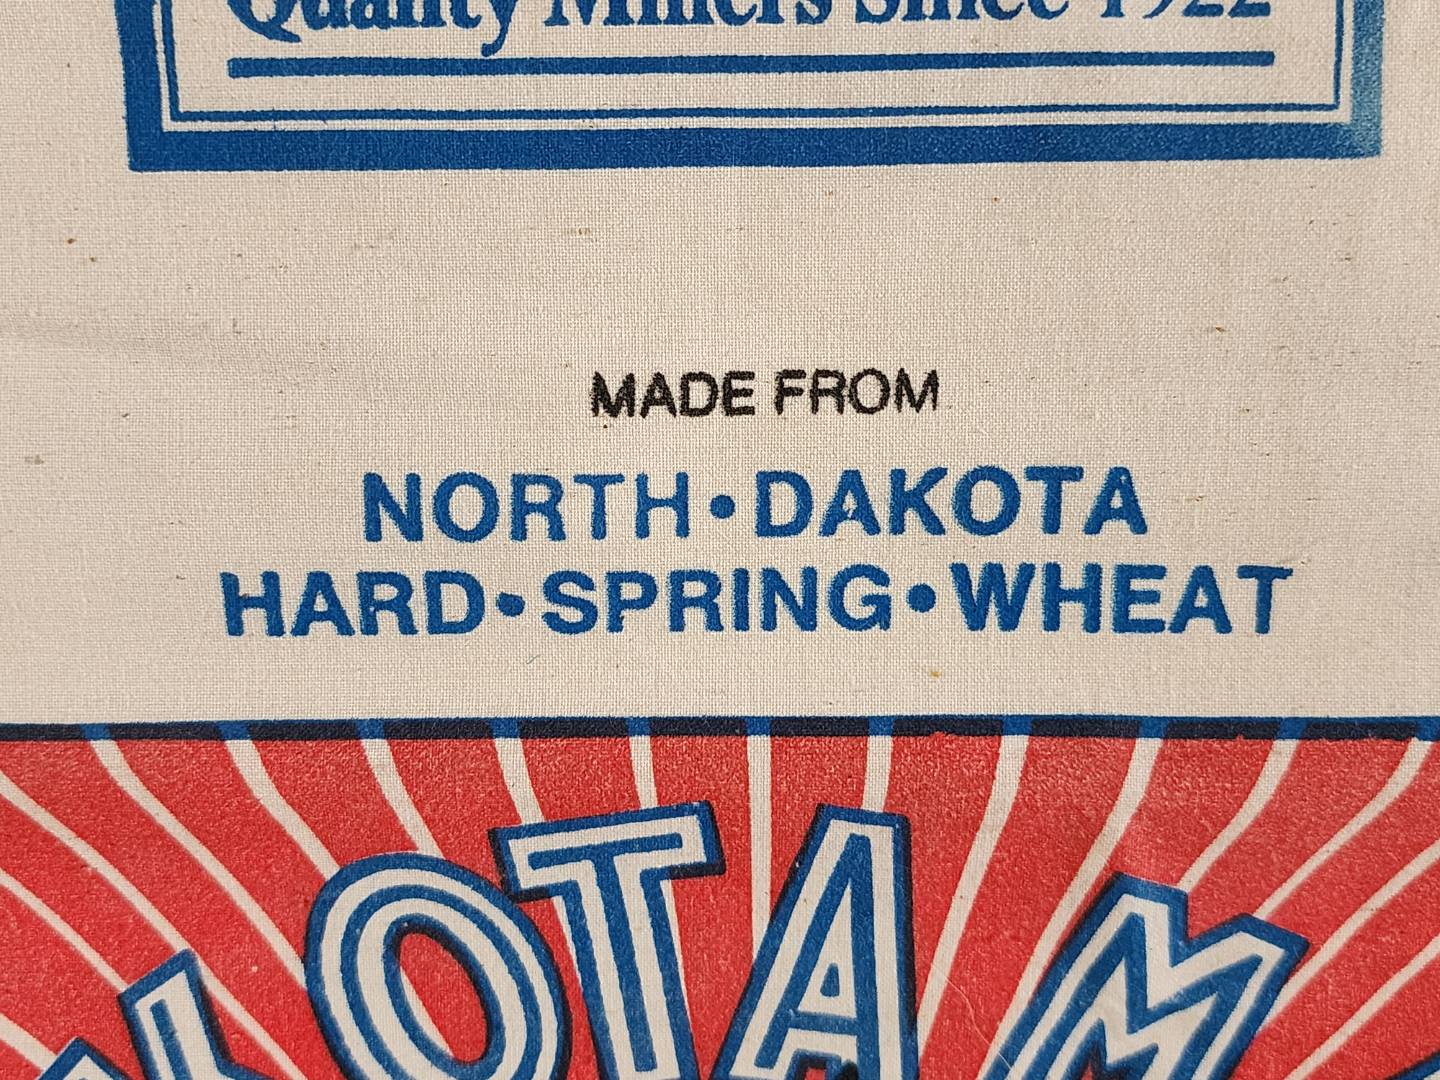 Quality Millers Since 1922
MADE FROM
NORTH•DAKOTA
HARD•SPRING•WHEAT